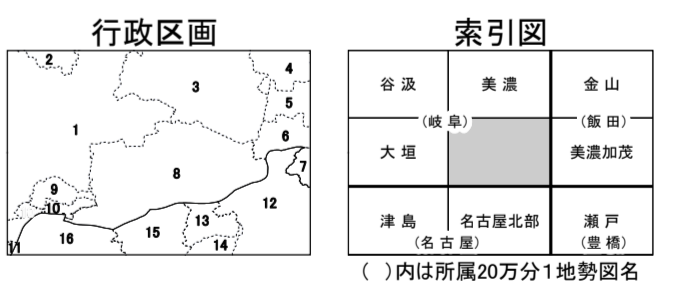 行政区画
2
3
4
5
1
6
7
8
9
12
10
13
16
15
14
11
索引図
谷汲 美濃 金山
(岐阜) (飯田)
大垣 美濃加茂
津島 名古屋北部 瀬戸
(名古屋) (豊橋)
( )内は所属20万分1地勢図名